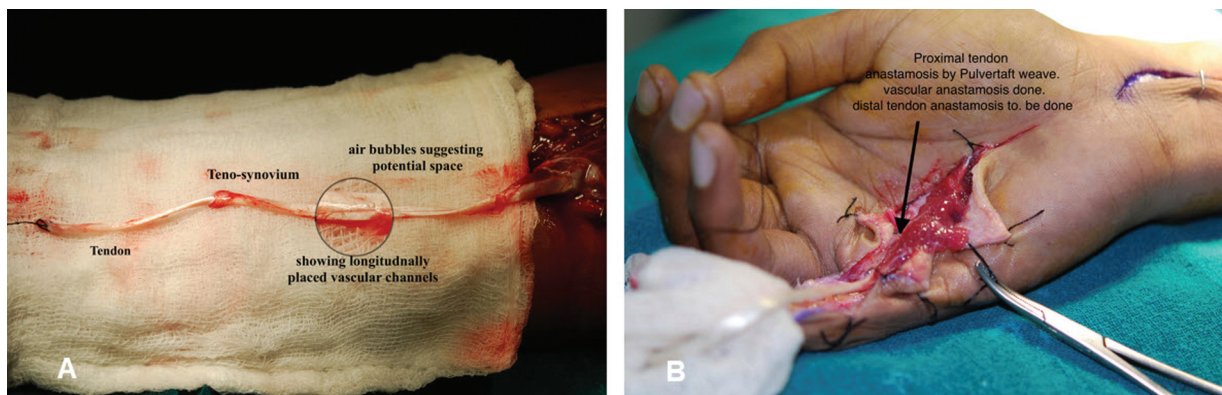 air bubbles suggesting
potential space
Teno-synovium
Tendon
showing longitudnally
placed vascular channels
A
Proximal tendon
anastamosis by Pulvertaft weave.
vascular anastamosis done.
distal tendon anastamosis to. be done
B